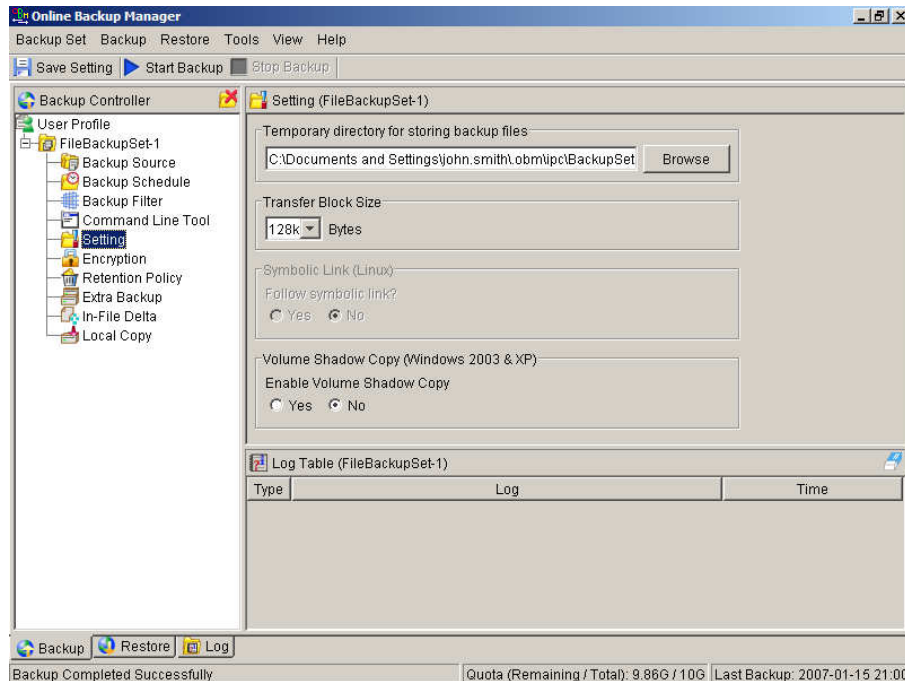 Online Backup Manager
Backup Set Backup Restore Tools View Help
Save Setting Start Backup Stop Backup
Backup Controller
User Profile
FileBackupSet-1
Backup Source
Backup Schedule
Backup Filter
Command Line Tool
Setting
Encryption
Retention Policy
Extra Backup
In-File Delta
Local Copy
Setting (FileBackupSet-1)
Temporary directory for storing backup files
C:\Documents and Settings\john.smith\.obm\ipc\BackupSet Browse
Transfer Block Size
128k Bytes
Symbolic Link (Linux)
Follow symbolic link?
Yes No
Volume Shadow Copy (Windows 2003 & XP)
Enable Volume Shadow Copy
Yes No
Log Table (FileBackupSet-1)
Type Log Time
Backup Restore Log
Backup Completed Successfully Quota (Remaining / Total): 9.86G / 10G Last Backup: 2007-01-15 21:00